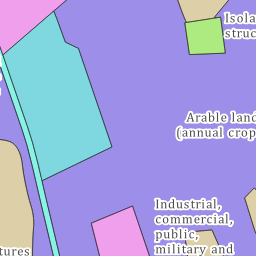 Isola
struc
Arable land
(annual crop
Industrial,
commercial,
public,
military and
tures